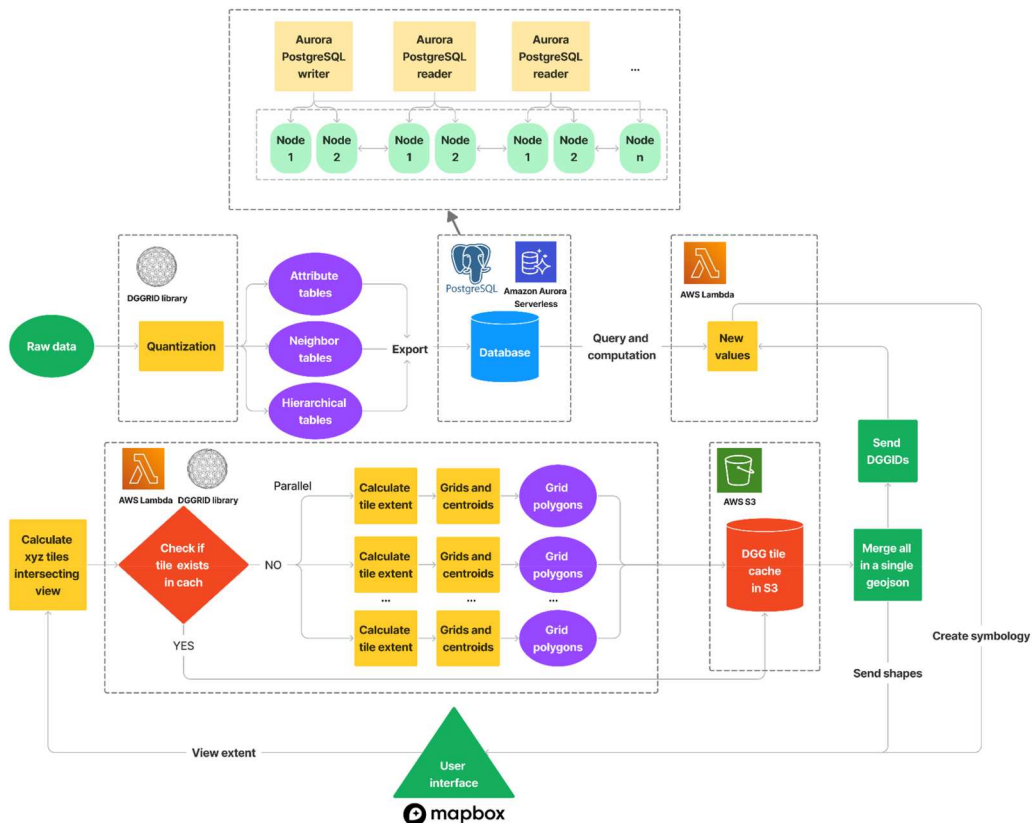 Aurora
PostgreSQL
writer
Aurora
PostgreSQL
reader
Aurora
PostgreSQL
reader
...
Node
1
Node
2
Node
1
Node
2
Node
1
Node
2
Node
n
DGGRID library
Attribute
tables
PostgreSQL
Amazon Aurora
Serverless
AWS Lambda
Raw data
Quantization
Neighbor
tables
Export
Database
Query and
computation
New
values
Hierarchical
tables
AWS Lambda
DGGRID library
Parallel
Calculate
tile extent
Grids and
centroids
Grid
polygons
AWS S3
Send
DGGIDs
Calculate
xyz tiles
intersecting
view
Check if
tile exists
in cach
NO
Calculate
tile extent
Grids and
centroids
Grid
polygons
DGG tile
cache
in S3
Merge all
in a single
geojson
...
...
...
Calculate
tile extent
Grids and
centroids
Grid
polygons
YES
Create symbology
Send shapes
View extent
User
interface
mapbox